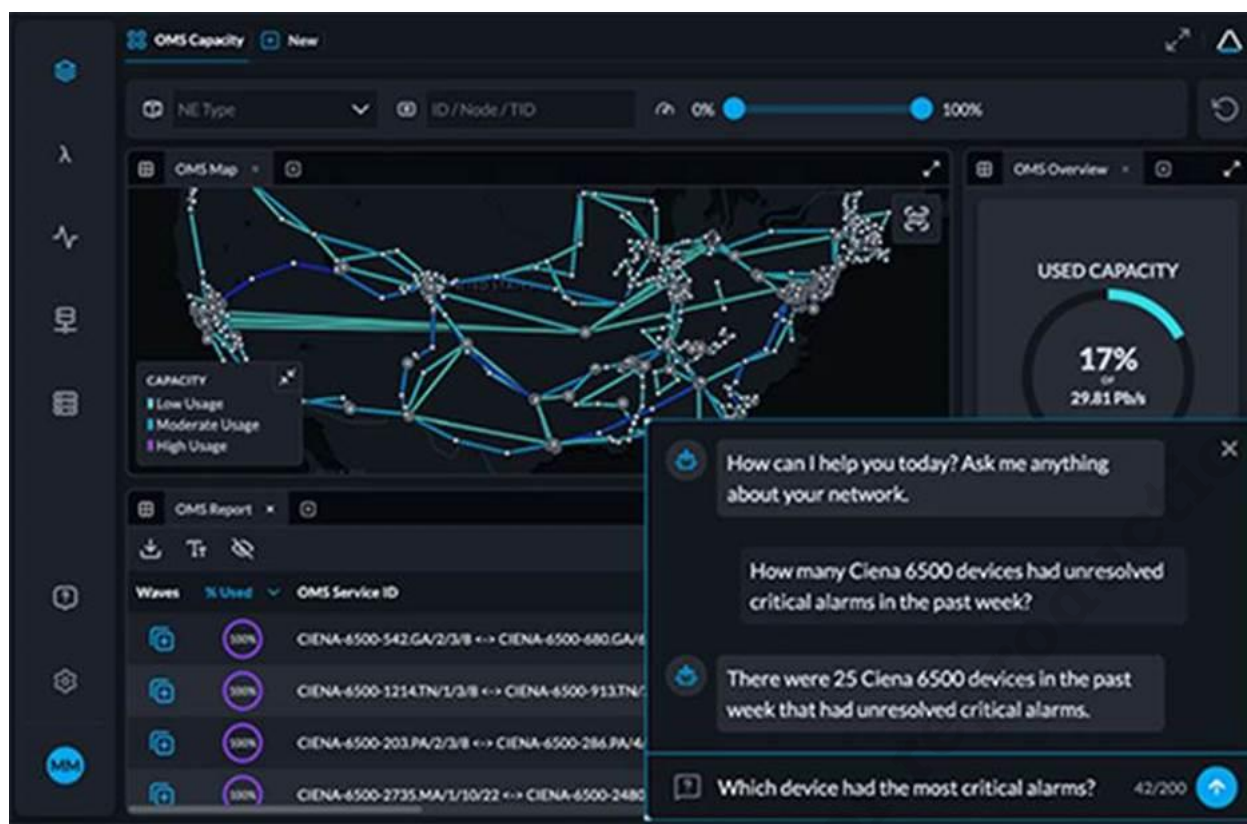 OMS Capacity New
NE Type ID / Node / TID 0% 100%
OMS Map
OMS Overview
CAPACITY
Low Usage
Moderate Usage
High Usage
USED CAPACITY
17%
OF
29.81 Pb/s
OMS Report
Waves % Used OMS Service ID
100% CIENA-6500-542.GA/2/3/8 <-> CIENA-6500-680.GA/
100% CIENA-6500-1214.TN/1/3/8 <-> CIENA-6500-913.TN/
100% CIENA-6500-203.PA/2/3/8 <-> CIENA-6500-286.PA/
100% CIENA-6500-2735.MA/1/10/22 <-> CIENA-6500-2480
MM
How can I help you today? Ask me anything
about your network.
How many Ciena 6500 devices had unresolved
critical alarms in the past week?
There were 25 Ciena 6500 devices in the past
week that had unresolved critical alarms.
Which device had the most critical alarms? 42/200